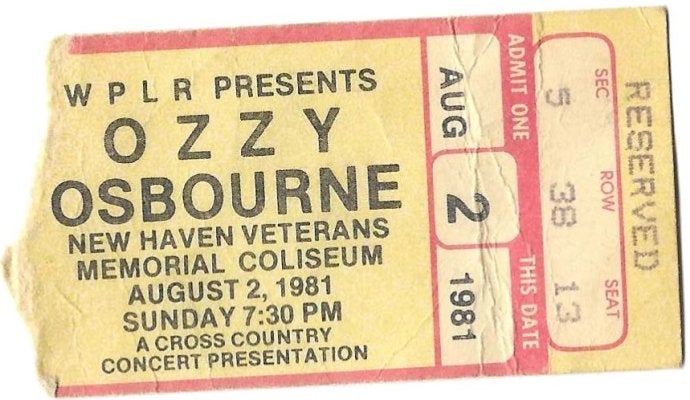 WPLR PRESENTS
OZZY
OSBOURNE
NEW HAVEN VETERANS
MEMORIAL COLISEUM
AUGUST 2, 1981
SUNDAY 7:30 PM
A CROSS COUNTRY
CONCERT PRESENTATION
ADMIT ONE THIS DATE
AUG 2 1981
SEC ROW SEAT
5 38 13
RESERVED